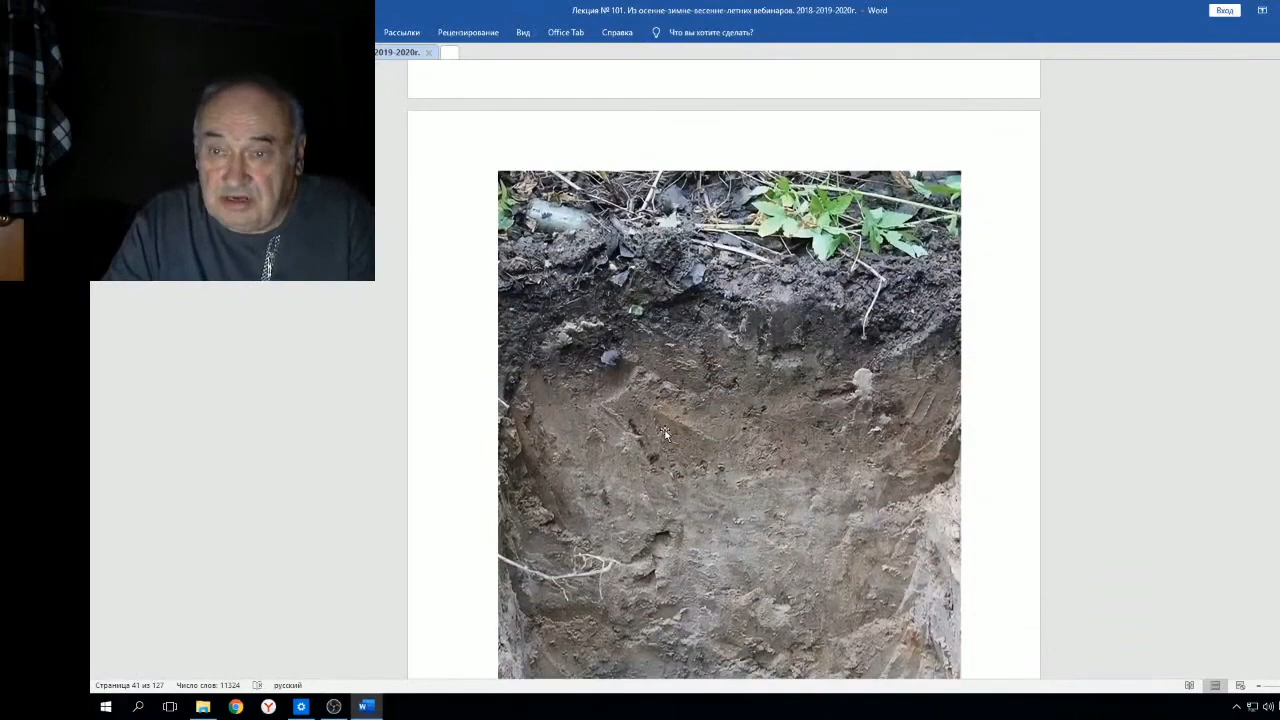 Лекция № 101. Из осенне-зимне-весенне-летних вебинаров. 2018-2019-2020г. - Word
Вход
Рассылки Рецензирование Вид Office Tab Справка Что вы хотите сделать?
2019-2020г.
Страница 41 из 127 Число слов: 11324 русский